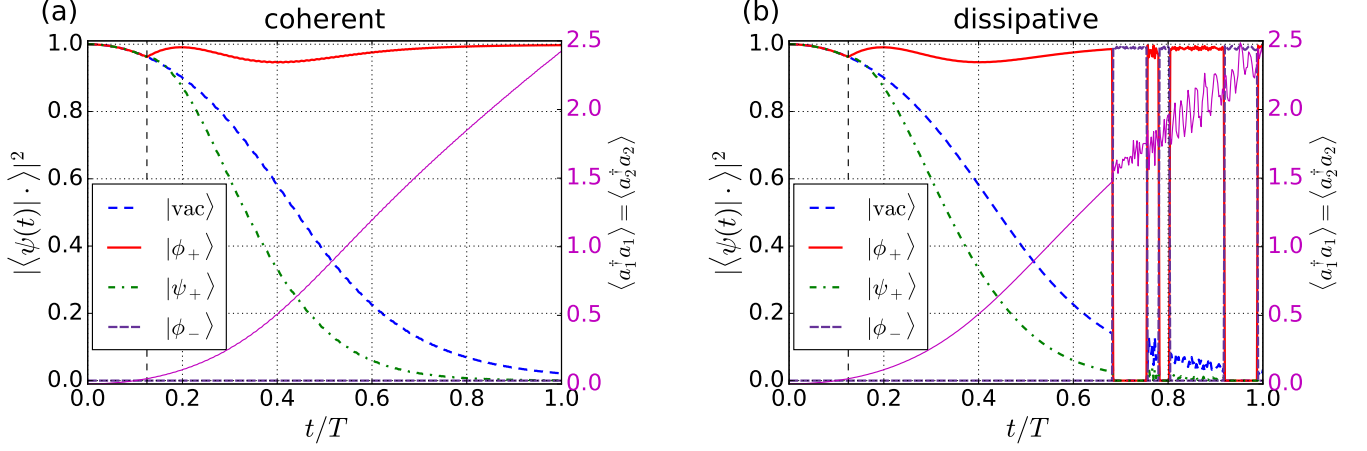 (a)
coherent
1.0
0.8
0.6
0.4
0.2
0.0
|⟨ψ(t)|·⟩|²
|vac⟩
|ϕ₊⟩
|ψ₊⟩
|ϕ₋⟩
2.5
2.0
1.5
1.0
0.5
0.0
⟨a₁†a₁⟩ = ⟨a₂†a₂⟩
0.0 0.2 0.4 0.6 0.8 1.0
t/T
(b)
dissipative
1.0
0.8
0.6
0.4
0.2
0.0
|⟨ψ(t)|·⟩|²
|vac⟩
|ϕ₊⟩
|ψ₊⟩
|ϕ₋⟩
2.5
2.0
1.5
1.0
0.5
0.0
⟨a₁†a₁⟩ = ⟨a₂†a₂⟩
0.0 0.2 0.4 0.6 0.8 1.0
t/T